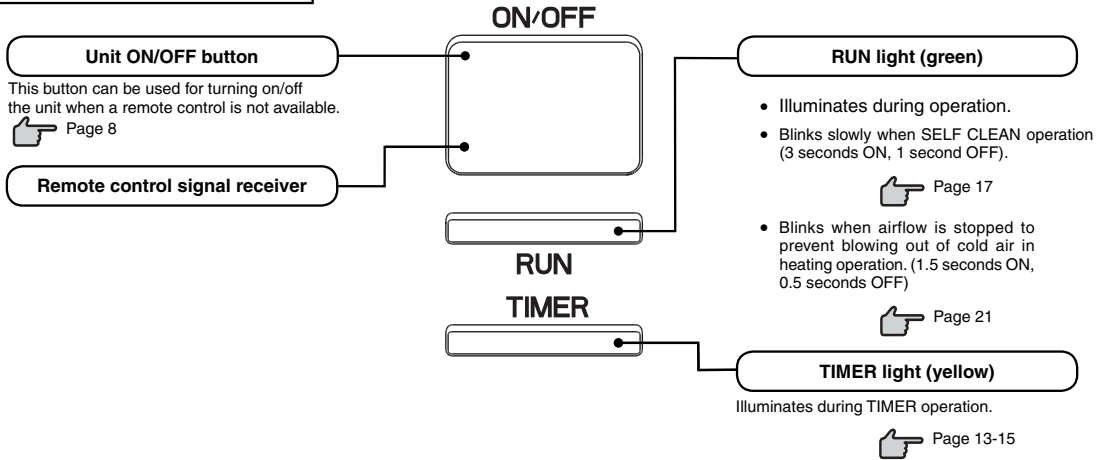 ON/OFF
Unit ON/OFF button
This button can be used for turning on/off
the unit when a remote control is not available.
Page 8
Remote control signal receiver
RUN
TIMER
RUN light (green)
• Illuminates during operation.
• Blinks slowly when SELF CLEAN operation
(3 seconds ON, 1 second OFF).
Page 17
• Blinks when airflow is stopped to
prevent blowing out of cold air in
heating operation. (1.5 seconds ON,
0.5 seconds OFF)
Page 21
TIMER light (yellow)
Illuminates during TIMER operation.
Page 13-15